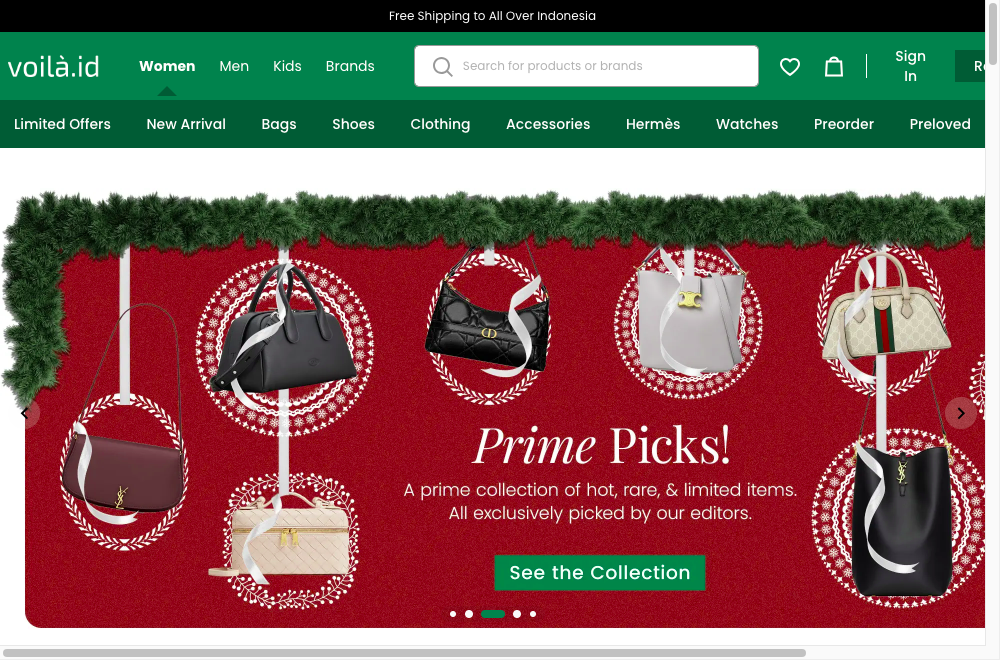 Free Shipping to All Over Indonesia
voilà.id
Women
Men
Kids
Brands
Search for products or brands
Sign
In
Limited Offers
New Arrival
Bags
Shoes
Clothing
Accessories
Hermès
Watches
Preorder
Preloved
Prime Picks!
A prime collection of hot, rare, & limited items.
All exclusively picked by our editors.
See the Collection